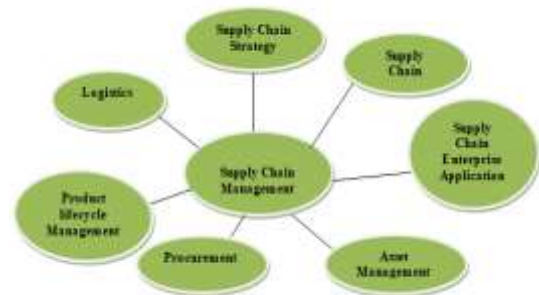 Supply Chain
Strategy
Supply
Chain
Logistics
Supply
Chain
Enterprise
Application
Supply Chain
Management
Product
lifecycle
Management
Procurement
Asset
Management